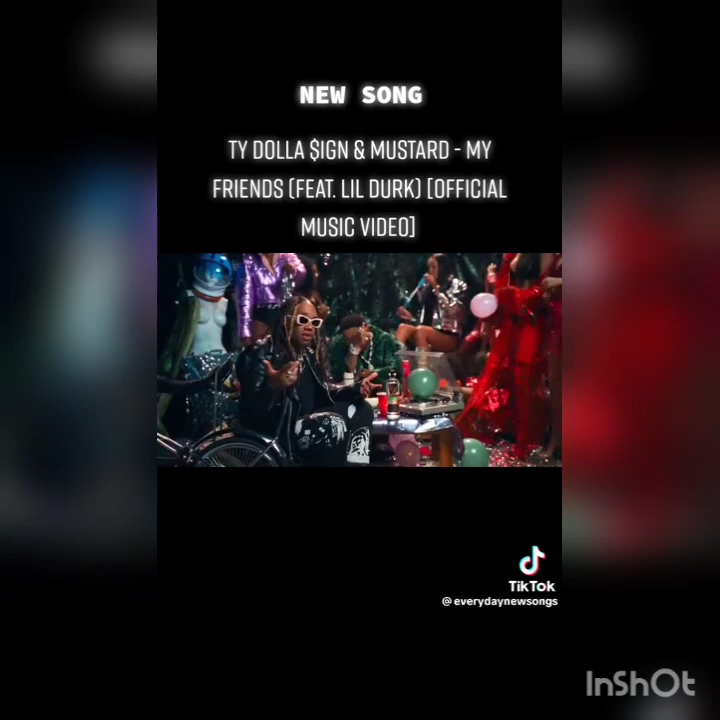 NEW SONG
TY DOLLA $IGN & MUSTARD - MY
FRIENDS (FEAT. LIL DURK) [OFFICIAL
MUSIC VIDEO]
TikTok
@everydaynewsongs
InShOt